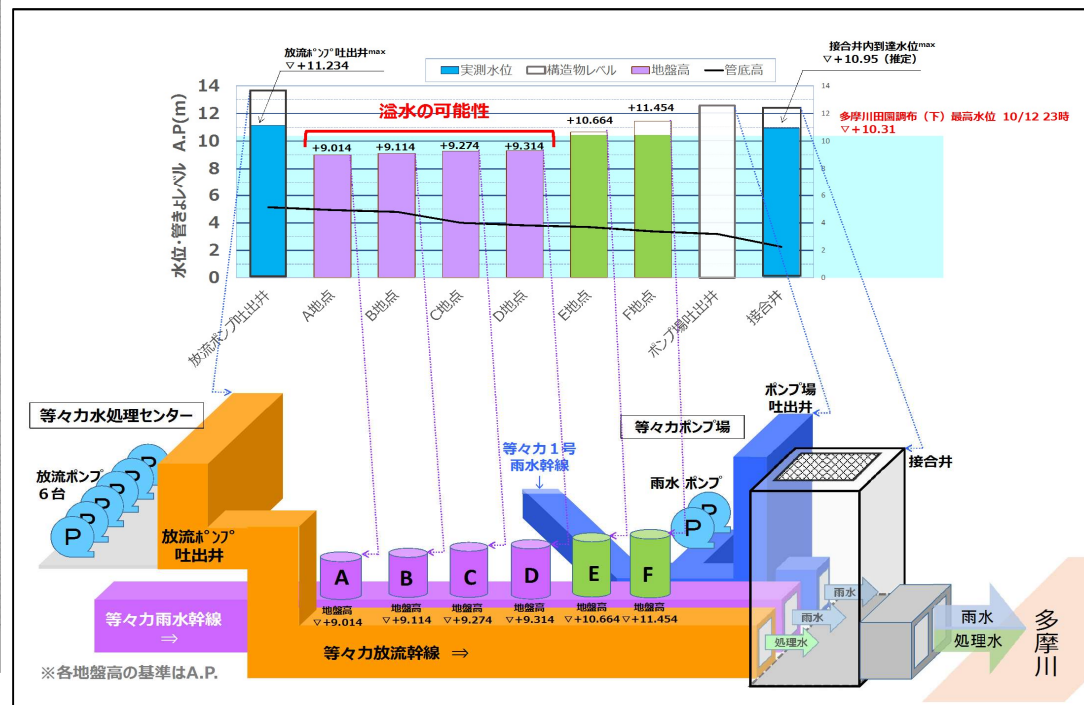 放流ﾎﾟﾝﾌﾟ吐出井max
▽+11.234
接合井内到達水位max
▽+10.95（推定）
実測水位
構造物レベル
地盤高
管底高
水位・管きょレベル A.P(m)
14
12
10
8
6
4
2
0
14
12
10
8
6
4
2
0
溢水の可能性
+9.014
+9.114
+9.274
+9.314
+10.664
+11.454
多摩川田園調布（下）最高水位 10/12 23時
▽+10.31
放流ポンプ吐出井
A地点
B地点
C地点
D地点
E地点
F地点
ポンプ場吐出井
接合井
等々力水処理センター
放流ポンプ
６台
P
P
P
P
P
P
放流ﾎﾟﾝﾌﾟ
吐出井
等々力１号
雨水幹線
等々力ポンプ場
雨水 ポンプ
P
P
ポンプ場
吐出井
接合井
A
B
C
D
E
F
地盤高
▽+9.014
地盤高
▽+9.114
地盤高
▽+9.274
地盤高
▽+9.314
地盤高
▽+10.664
地盤高
▽+11.454
等々力雨水幹線
⇒
等々力放流幹線 ⇒
雨水
雨水
処理水
雨水
処理水
多摩川
※各地盤高の基準はA.P.